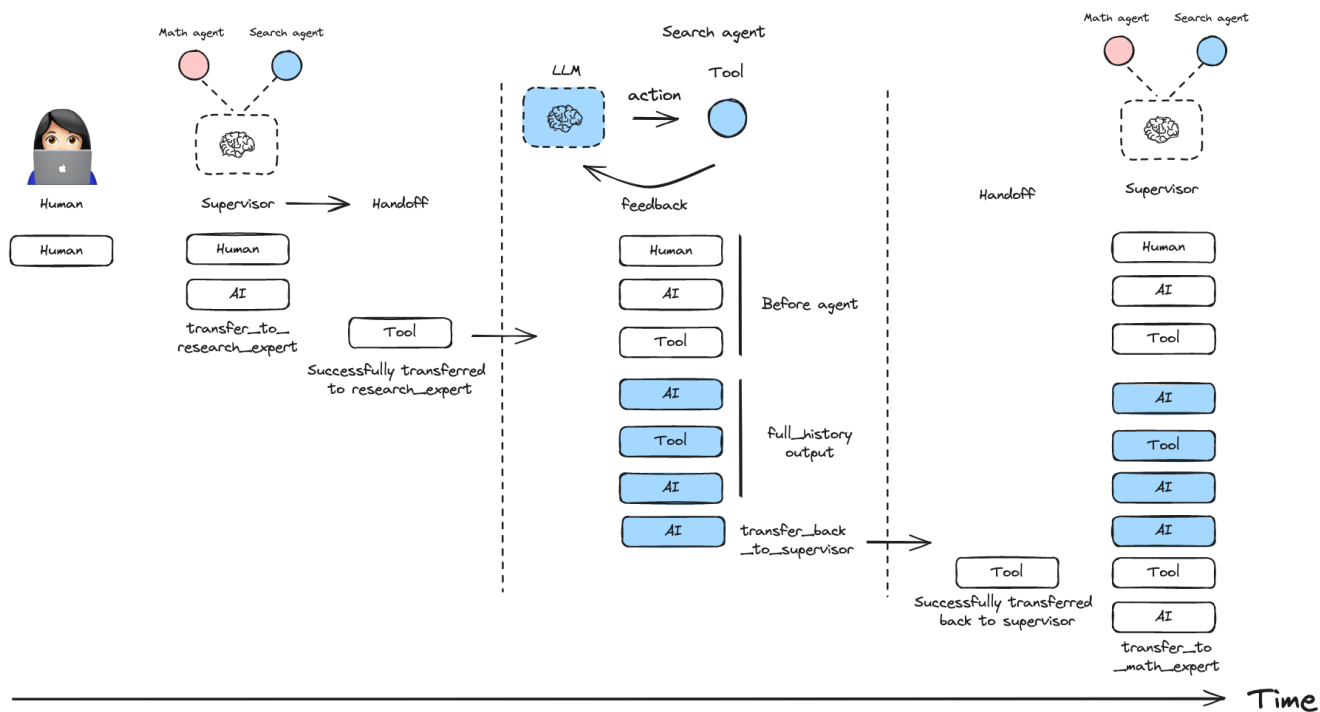 Math agent
Search agent
Human
Supervisor
Handoff
Human
Human
AI
transfer_to_
research_expert
Tool
Successfully transferred
to research_expert
Search agent
LLM
action
Tool
feedback
Human
AI
Tool
Before agent
AI
Tool
AI
full_history
output
AI
transfer_back
_to_supervisor
Handoff
Tool
Successfully transferred
back to supervisor
Math agent
Search agent
Supervisor
Human
AI
Tool
AI
Tool
AI
AI
Tool
AI
transfer_to
_math_expert
Time